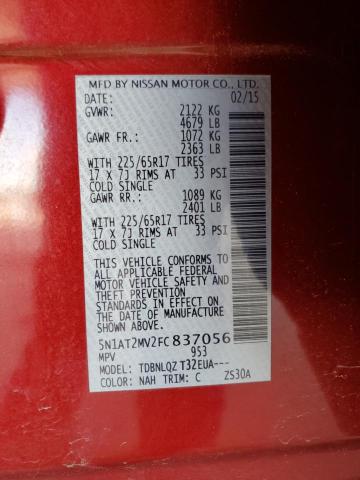 MFD BY NISSAN MOTOR CO., LTD.
DATE: 02/15
GVWR: 2122 KG
4679 LB
GAWR FR.: 1072 KG
2363 LB
WITH 225/65R17 TIRES
17 X 7J RIMS AT 33 PSI
COLD SINGLE
GAWR RR.: 1089 KG
2401 LB
WITH 225/65R17 TIRES
17 X 7J RIMS AT 33 PSI
COLD SINGLE
THIS VEHICLE CONFORMS TO
ALL APPLICABLE FEDERAL
MOTOR VEHICLE SAFETY AND
THEFT PREVENTION
STANDARDS IN EFFECT ON
THE DATE OF MANUFACTURE
SHOWN ABOVE.
5N1AT2MV2FC837056
MPV 953
MODEL: TDBNLQZ T32EUA---
COLOR: NAH TRIM: C ZS30A